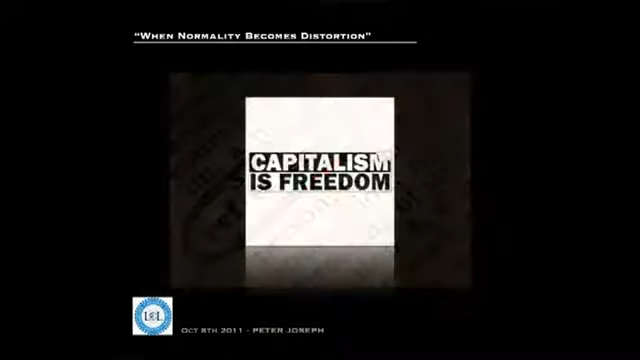 “When Normality Becomes Distortion”
CAPITALISM
IS FREEDOM
Oct 8th 2011 - Peter Joseph